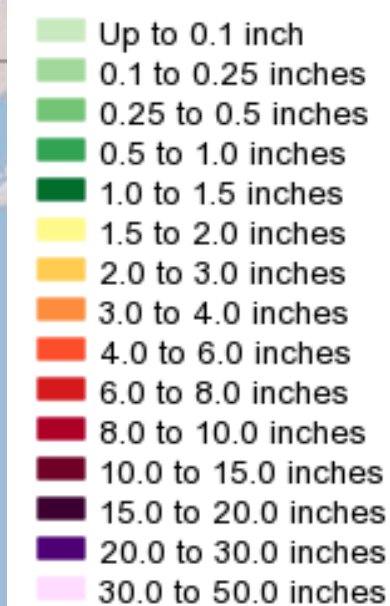 Up to 0.1 inch
0.1 to 0.25 inches
0.25 to 0.5 inches
0.5 to 1.0 inches
1.0 to 1.5 inches
1.5 to 2.0 inches
2.0 to 3.0 inches
3.0 to 4.0 inches
4.0 to 6.0 inches
6.0 to 8.0 inches
8.0 to 10.0 inches
10.0 to 15.0 inches
15.0 to 20.0 inches
20.0 to 30.0 inches
30.0 to 50.0 inches